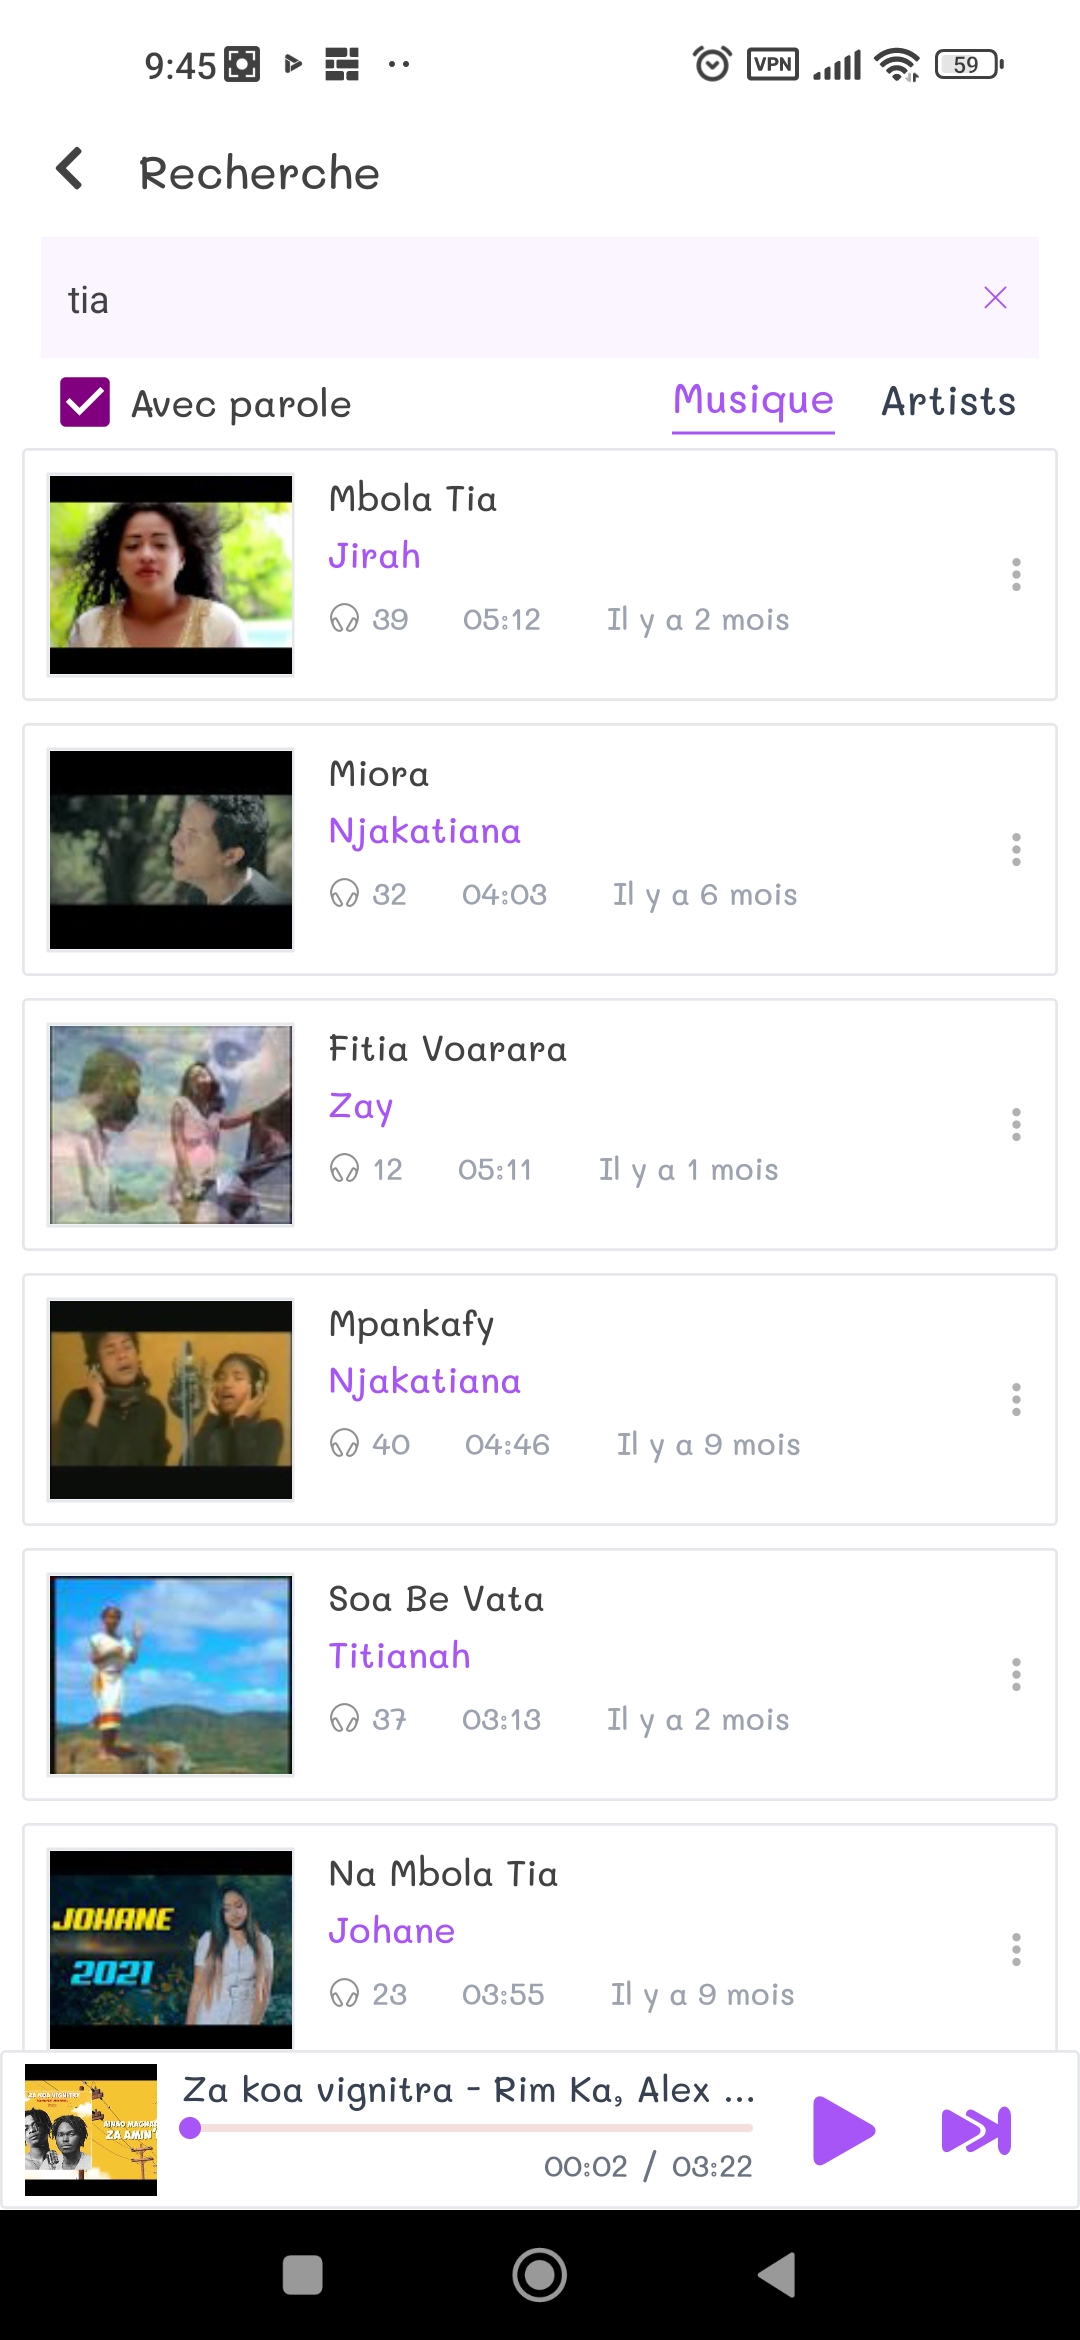 9:45
VPN
59
Recherche
tia
Avec parole
Musique
Artists
Mbola Tia
Jirah
39 05:12 Il y a 2 mois
Miora
Njakatiana
32 04:03 Il y a 6 mois
Fitia Voarara
Zay
12 05:11 Il y a 1 mois
Mpankafy
Njakatiana
40 04:46 Il y a 9 mois
Soa Be Vata
Titianah
37 03:13 Il y a 2 mois
JOHANE
2021
Na Mbola Tia
Johane
23 03:55 Il y a 9 mois
ZA KOA VIGNITRA
ZA AMIN'
Za koa vignitra - Rim Ka, Alex ...
00:02 / 03:22